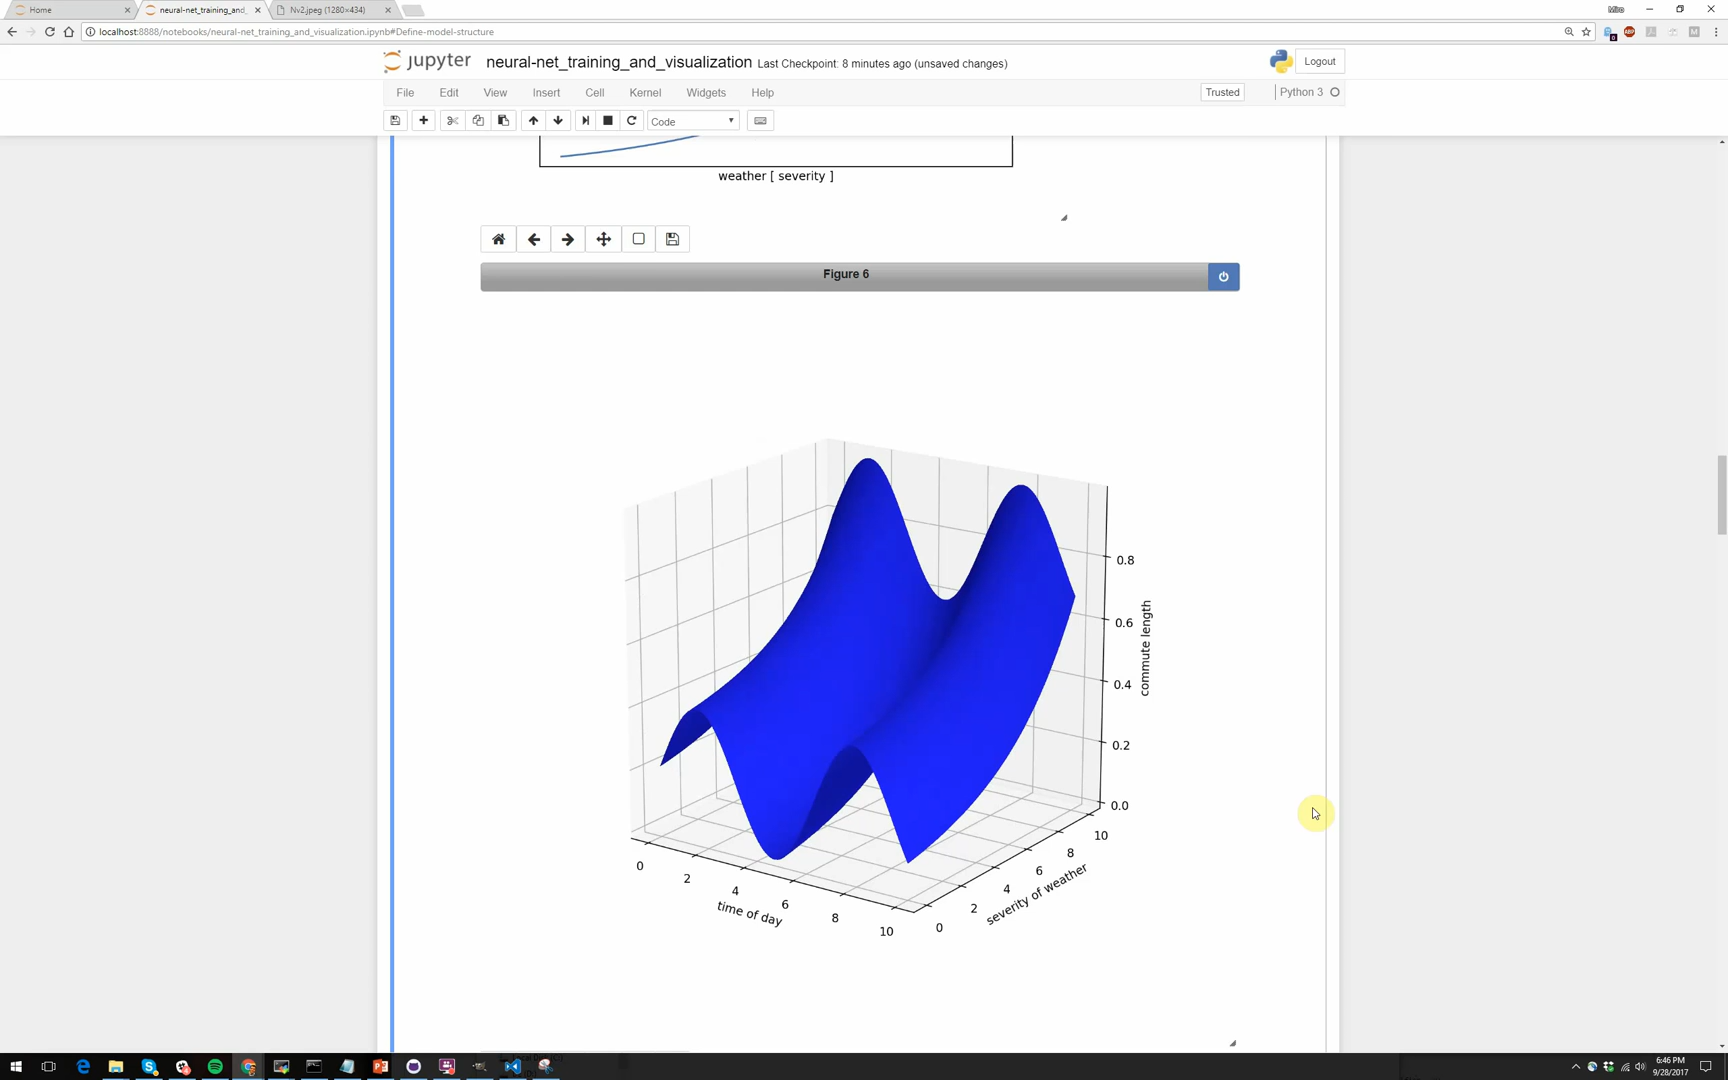 Home
neural-net_training_and_
Nv2.jpeg (1280×434)
Miro
localhost:8888/notebooks/neural-net_training_and_visualization.ipynb#Define-model-structure
jupyter neural-net_training_and_visualization Last Checkpoint: 8 minutes ago (unsaved changes)
Logout
File Edit View Insert Cell Kernel Widgets Help
Trusted
Python 3
Code
weather [ severity ]
Figure 6
0.8
0.6
0.4
0.2
0.0
commute length
0
2
4
6
8
10
time of day
0
2
4
6
8
10
severity of weather
6:46 PM
9/28/2017